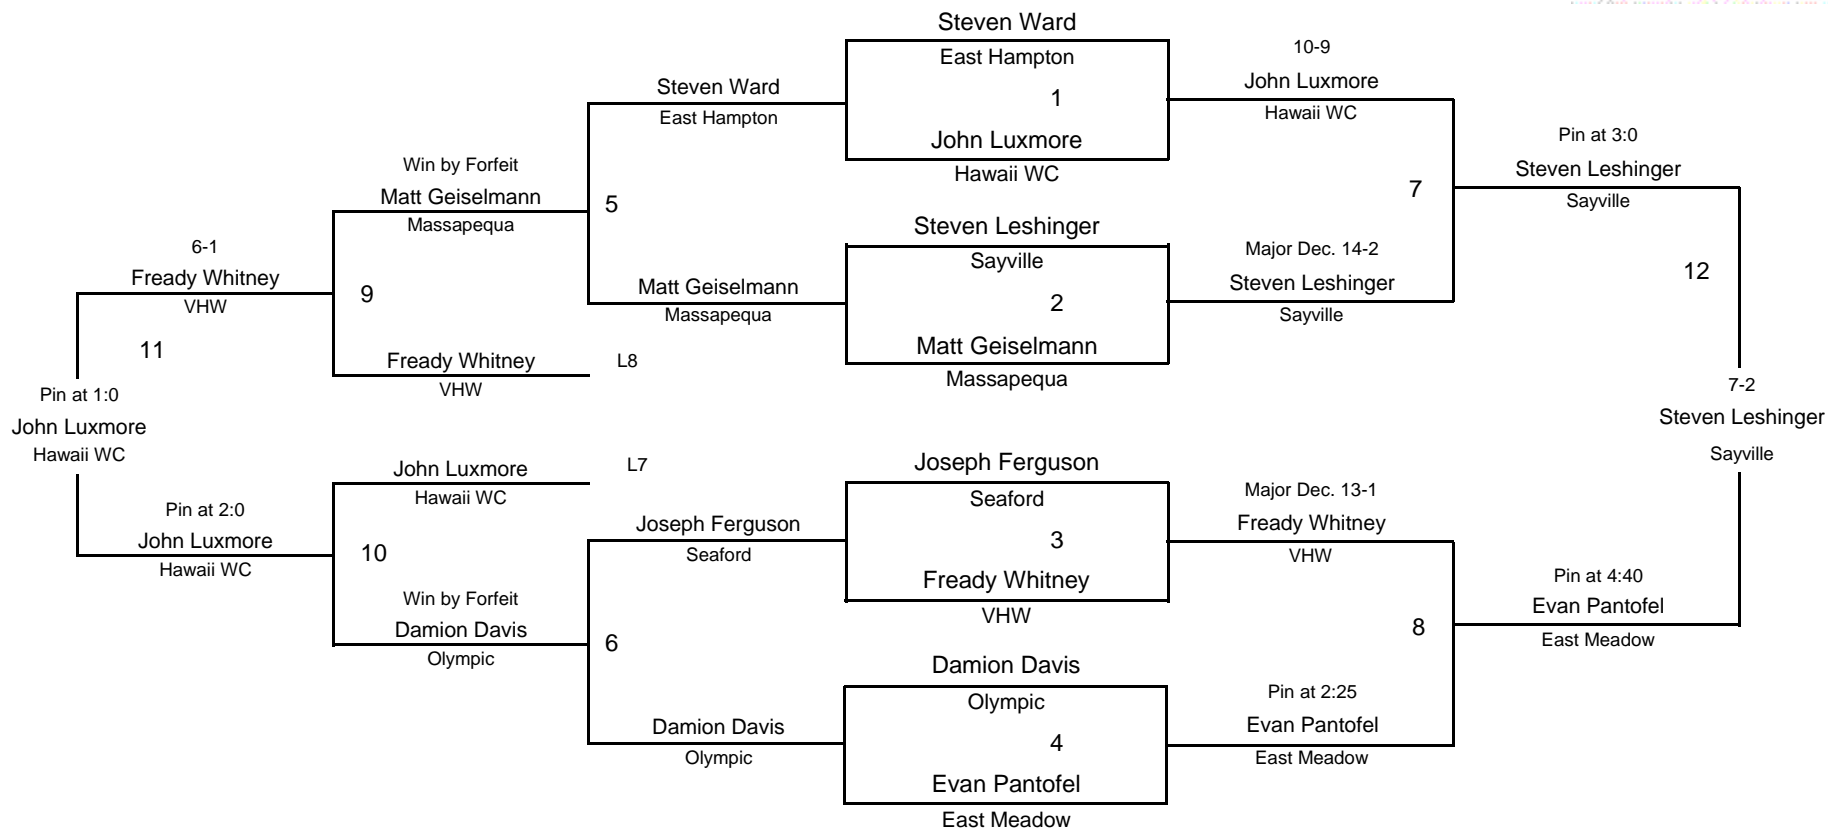 Steven Ward
East Hampton
1
John Luxmore
Hawaii WC
Steven Leshinger
Sayville
2
Matt Geiselmann
Massapequa
Joseph Ferguson
Seaford
3
Fready Whitney
VHW
Damion Davis
Olympic
4
Evan Pantofel
East Meadow
Steven Ward
East Hampton
5
Matt Geiselmann
Massapequa
Joseph Ferguson
Seaford
6
Damion Davis
Olympic
10-9
John Luxmore
Hawaii WC
7
Major Dec. 14-2
Steven Leshinger
Sayville
Major Dec. 13-1
Fready Whitney
VHW
8
Pin at 2:25
Evan Pantofel
East Meadow
Win by Forfeit
Matt Geiselmann
Massapequa
9
Fready Whitney
L8
VHW
John Luxmore
L7
Hawaii WC
10
Win by Forfeit
Damion Davis
Olympic
6-1
Fready Whitney
VHW
11
Pin at 2:0
John Luxmore
Hawaii WC
Pin at 1:0
John Luxmore
Hawaii WC
Pin at 3:0
Steven Leshinger
Sayville
12
Pin at 4:40
Evan Pantofel
East Meadow
7-2
Steven Leshinger
Sayville